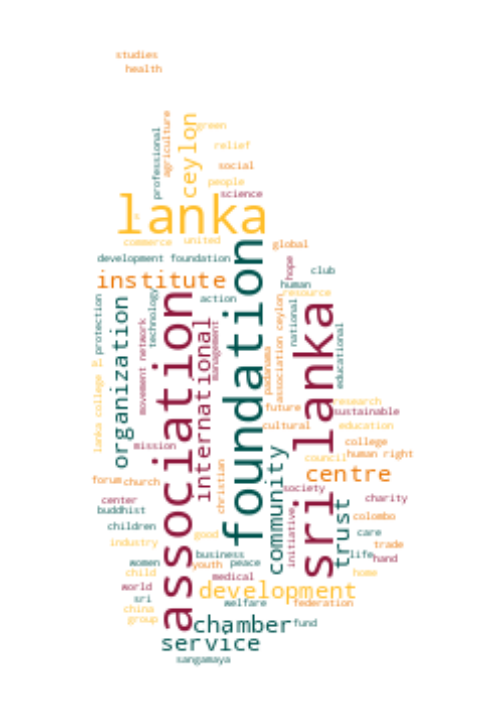 studies
health
professional
agriculture
ceylon
green
relief
social
people
science
lanka
commerce
united
global
development foundation
institute
hope
club
human
resource
action
foundation
association
international
management
technology
movement network
organization
protection
lanka college
padanama
association ceylon
national
sri lanka
educational
future
cultural
research
sustainable
education
college
human right
council
centre
mission
forum
church
christian
center
buddhist
children
industry
community
society
initiative
trust
charity
colombo
care
trade
life
hand
home
good
business
youth
peace
medical
women
child
world
sri
china
group
development
welfare
federation
chamber
fund
service
sangamaya